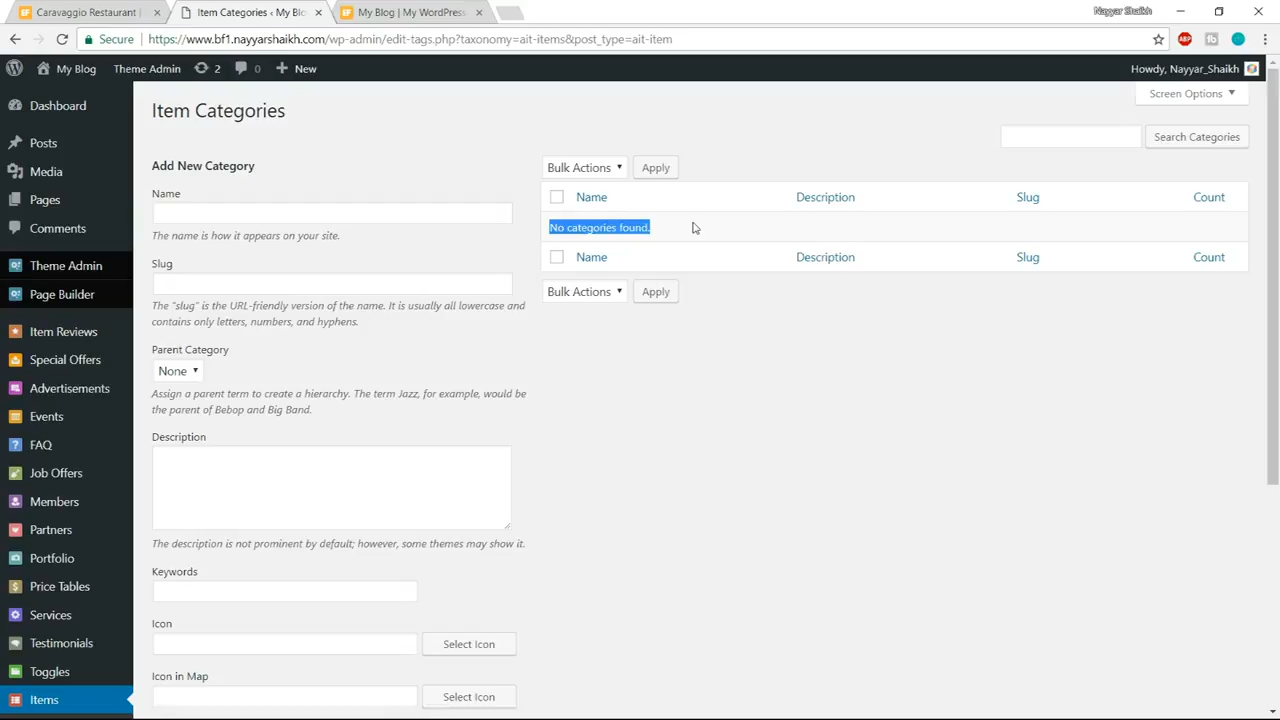 Caravaggio Restaurant |
Item Categories ‹ My Blo
My Blog | My WordPress
Nayyar Shaikh
Secure
https://www.bf1.nayyarshaikh.com/wp-admin/edit-tags.php?taxonomy=ait-items&post_type=ait-item
My Blog
Theme Admin
2
0
New
Howdy, Nayyar_Shaikh
Screen Options
Dashboard
Posts
Media
Pages
Comments
Theme Admin
Page Builder
Item Reviews
Special Offers
Advertisements
Events
FAQ
Job Offers
Members
Partners
Portfolio
Price Tables
Services
Testimonials
Toggles
Items
Item Categories
Search Categories
Add New Category
Name
The name is how it appears on your site.
Slug
The "slug" is the URL-friendly version of the name. It is usually all lowercase and
contains only letters, numbers, and hyphens.
Parent Category
None
Assign a parent term to create a hierarchy. The term Jazz, for example, would be
the parent of Bebop and Big Band.
Description
The description is not prominent by default; however, some themes may show it.
Keywords
Icon
Select Icon
Icon in Map
Select Icon
Bulk Actions
Apply
Name Description Slug Count
No categories found.
Name Description Slug Count
Bulk Actions
Apply